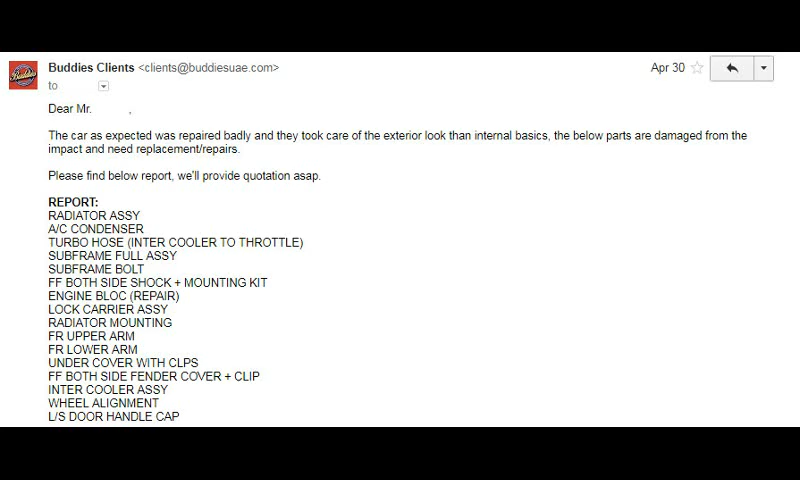 Buddies
Buddies Clients <clients@buddiesuae.com>
Apr 30
to
Dear Mr. ,
The car as expected was repaired badly and they took care of the exterior look than internal basics, the below parts are damaged from the
impact and need replacement/repairs.
Please find below report, we'll provide quotation asap.
REPORT:
RADIATOR ASSY
A/C CONDENSER
TURBO HOSE (INTER COOLER TO THROTTLE)
SUBFRAME FULL ASSY
SUBFRAME BOLT
FF BOTH SIDE SHOCK + MOUNTING KIT
ENGINE BLOC (REPAIR)
LOCK CARRIER ASSY
RADIATOR MOUNTING
FR UPPER ARM
FR LOWER ARM
UNDER COVER WITH CLPS
FF BOTH SIDE FENDER COVER + CLIP
INTER COOLER ASSY
WHEEL ALIGNMENT
L/S DOOR HANDLE CAP